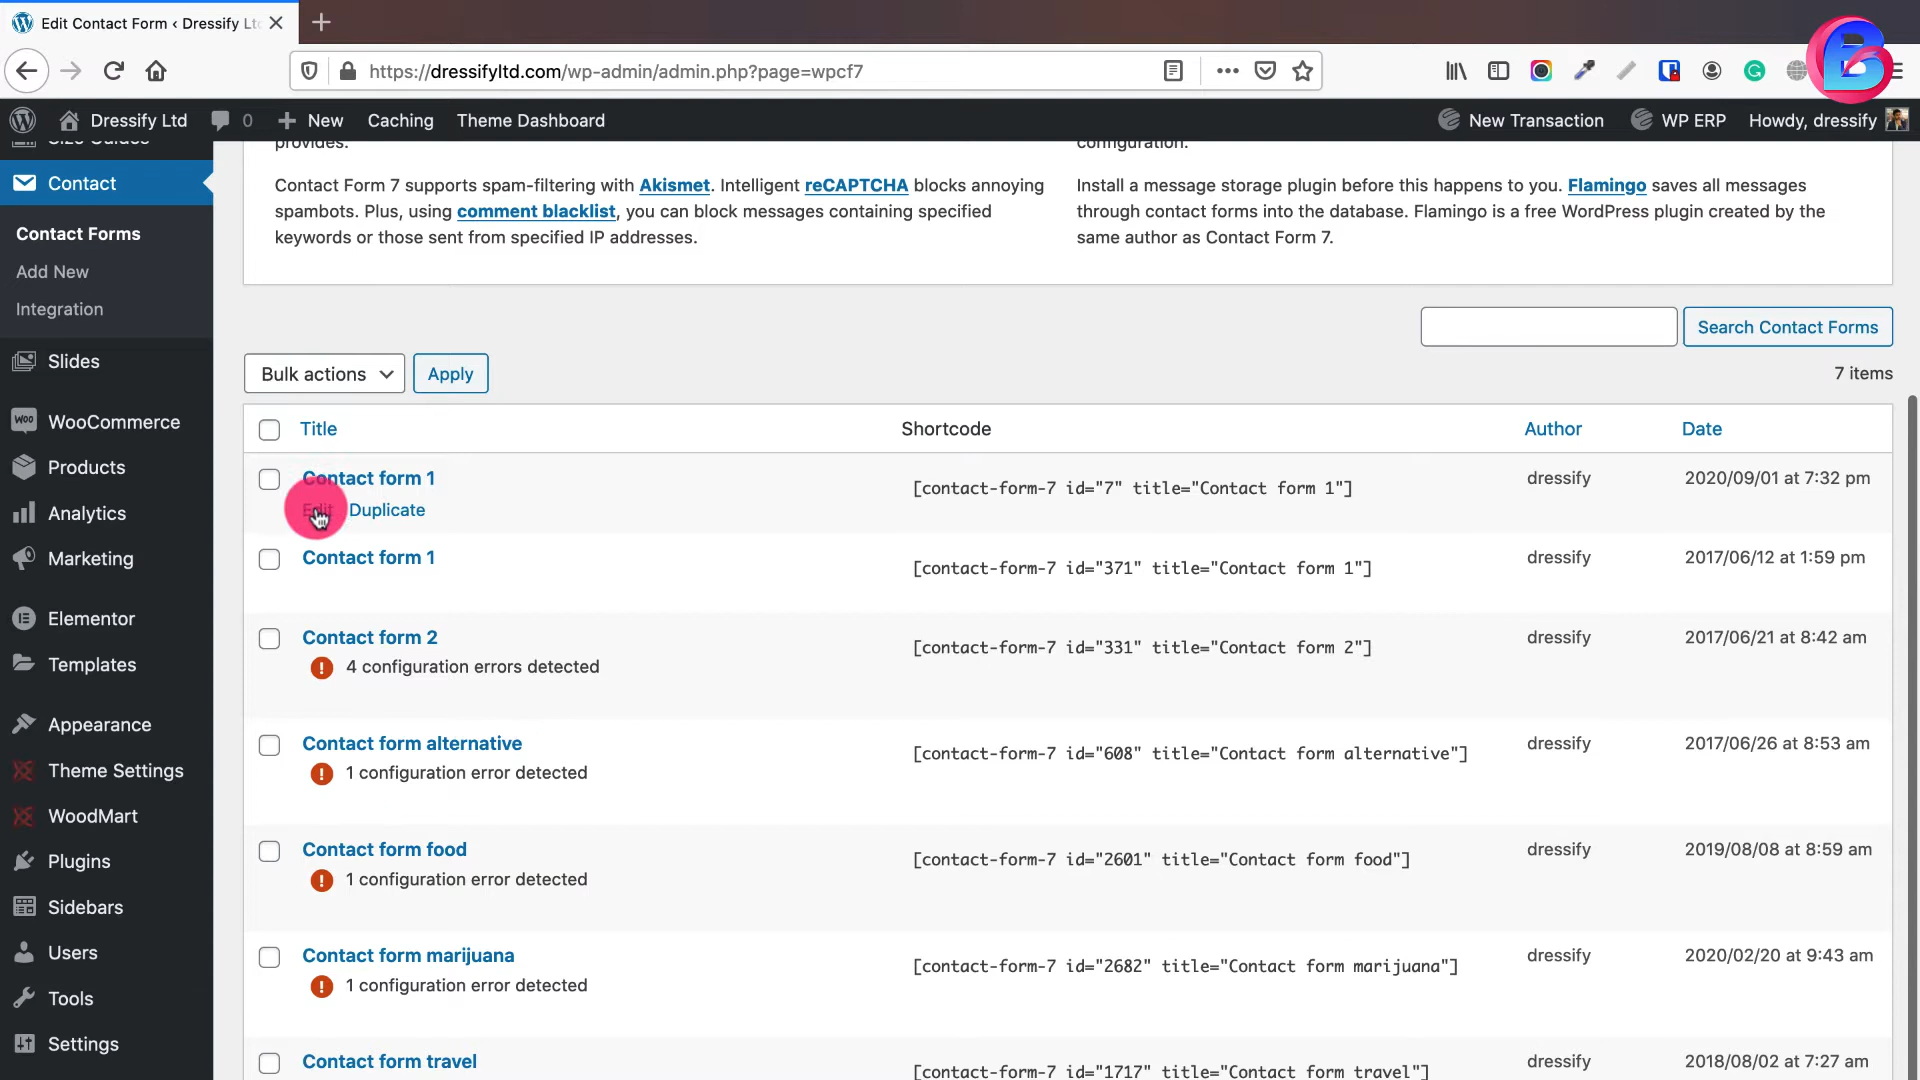 Edit Contact Form ‹ Dressify Lt
https://dressifyltd.com/wp-admin/admin.php?page=wpcf7
Dressify Ltd 0 New Caching Theme Dashboard New Transaction WP ERP Howdy, dressify
Size Guides
Contact
Contact Forms
Add New
Integration
Slides
WooCommerce
Products
Analytics
Marketing
Elementor
Templates
Appearance
Theme Settings
WoodMart
Plugins
Sidebars
Users
Tools
Settings
provides.
Contact Form 7 supports spam-filtering with Akismet. Intelligent reCAPTCHA blocks annoying
spambots. Plus, using comment blacklist, you can block messages containing specified
keywords or those sent from specified IP addresses.
configuration.
Install a message storage plugin before this happens to you. Flamingo saves all messages
through contact forms into the database. Flamingo is a free WordPress plugin created by the
same author as Contact Form 7.
Search Contact Forms
Bulk actions Apply 7 items
Title Shortcode Author Date
Contact form 1 [contact-form-7 id="7" title="Contact form 1"] dressify 2020/09/01 at 7:32 pm
Edit Duplicate
Contact form 1 [contact-form-7 id="371" title="Contact form 1"] dressify 2017/06/12 at 1:59 pm
Contact form 2 [contact-form-7 id="331" title="Contact form 2"] dressify 2017/06/21 at 8:42 am
4 configuration errors detected
Contact form alternative [contact-form-7 id="608" title="Contact form alternative"] dressify 2017/06/26 at 8:53 am
1 configuration error detected
Contact form food [contact-form-7 id="2601" title="Contact form food"] dressify 2019/08/08 at 8:59 am
1 configuration error detected
Contact form marijuana [contact-form-7 id="2682" title="Contact form marijuana"] dressify 2020/02/20 at 9:43 am
1 configuration error detected
Contact form travel [contact-form-7 id="1717" title="Contact form travel"] dressify 2018/08/02 at 7:27 am